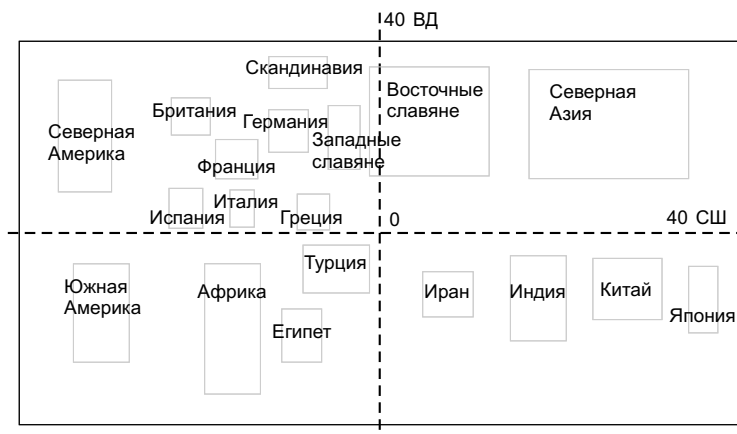 40 ВД
Скандинавия
Восточные
славяне
Северная
Азия
Британия
Германия
Северная
Америка
Западные
славяне
Франция
Испания
Италия
Греция
0
40 СШ
Турция
Южная
Америка
Африка
Иран
Индия
Китай
Япония
Египет